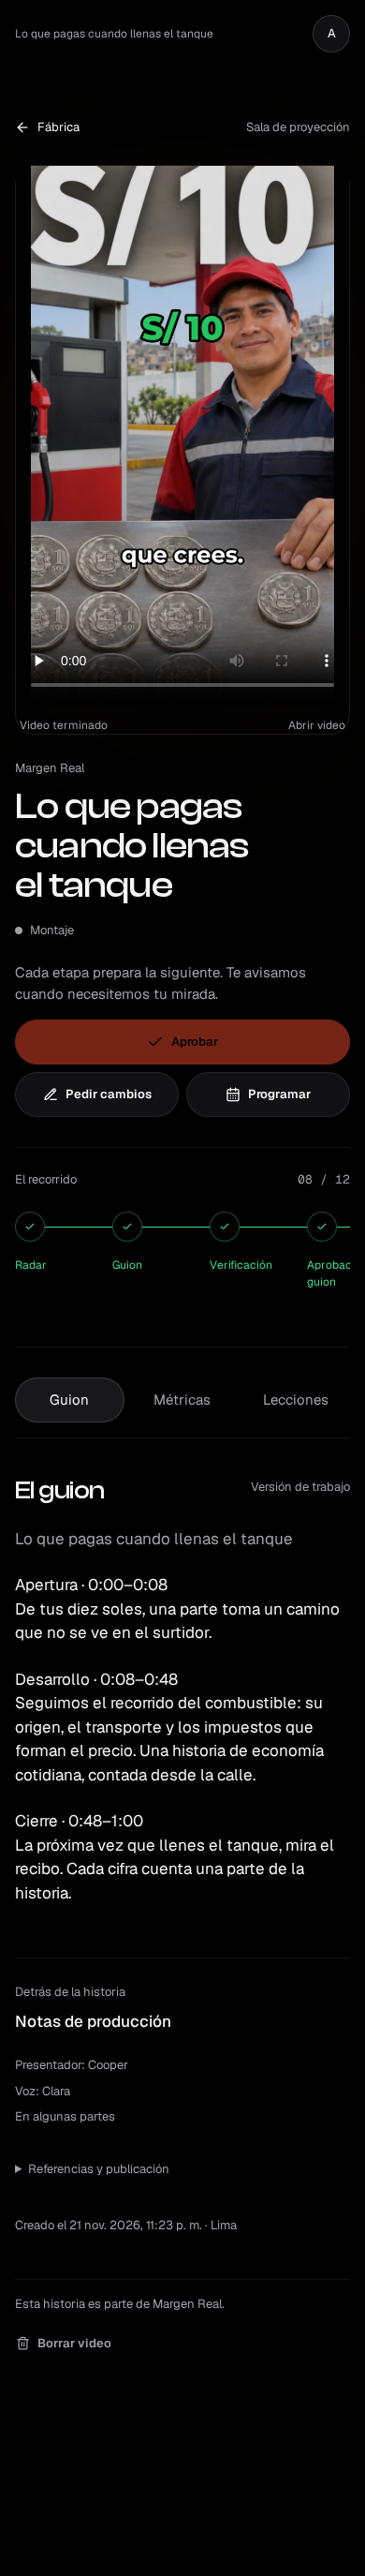 Lo que pagas cuando llenas el tanque
A
Fábrica
Sala de proyección
S/ 10
S/ 10
que crees.
0:00
Video terminado
Abrir video
Margen Real
Lo que pagas
cuando llenas
el tanque
Montaje
Cada etapa prepara la siguiente. Te avisamos
cuando necesitemos tu mirada.
Aprobar
Pedir cambios
Programar
El recorrido
08 / 12
Radar
Guion
Verificación
Aprobac
guion
Guion
Métricas
Lecciones
El guion
Versión de trabajo
Lo que pagas cuando llenas el tanque
Apertura · 0:00–0:08
De tus diez soles, una parte toma un camino
que no se ve en el surtidor.
Desarrollo · 0:08–0:48
Seguimos el recorrido del combustible: su
origen, el transporte y los impuestos que
forman el precio. Una historia de economía
cotidiana, contada desde la calle.
Cierre · 0:48–1:00
La próxima vez que llenes el tanque, mira el
recibo. Cada cifra cuenta una parte de la
historia.
Detrás de la historia
Notas de producción
Presentador: Cooper
Voz: Clara
En algunas partes
Referencias y publicación
Creado el 21 nov. 2026, 11:23 p. m. · Lima
Esta historia es parte de Margen Real.
Borrar video